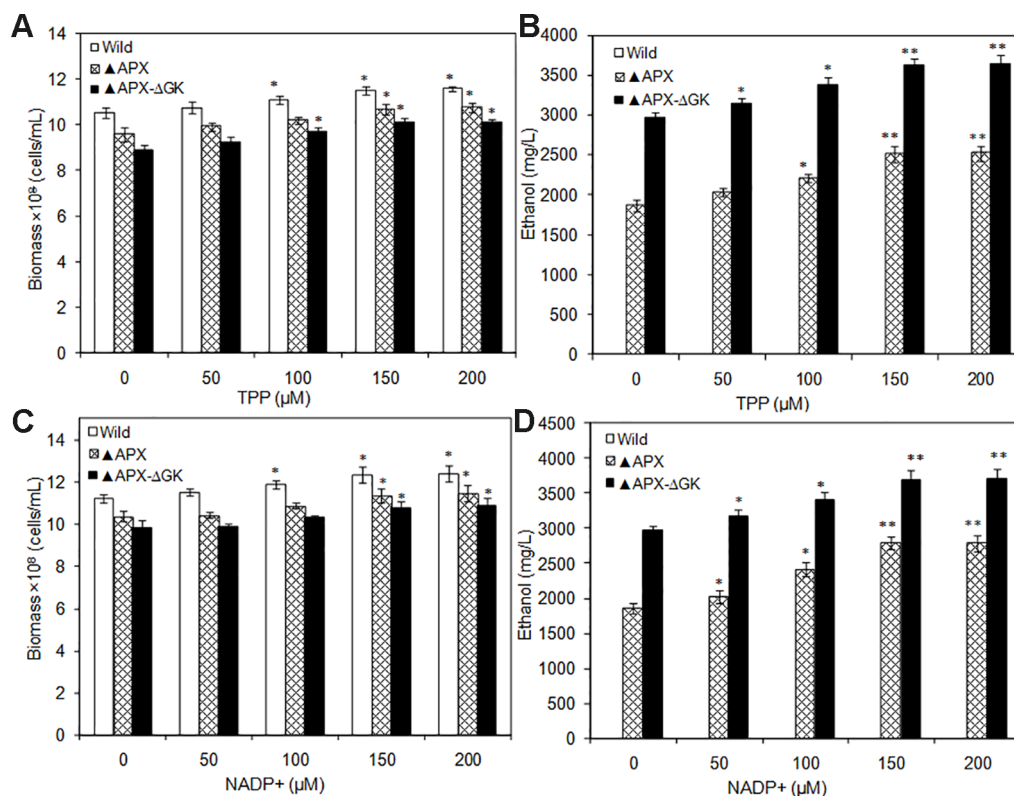 A
14
12
10
8
6
4
2
0
Biomass ×10⁸ (cells/mL)
Wild
▲APX
▲APX-ΔGK
* * * * * * * *
0 50 100 150 200
TPP (µM)
B
4000
3500
3000
2500
2000
1500
1000
500
0
Ethanol (mg/L)
Wild
▲APX
▲APX-ΔGK
* * * ** ** ** **
0 50 100 150 200
TPP (µM)
C
14
12
10
8
6
4
2
0
Biomass ×10⁸ (cells/mL)
Wild
▲APX
▲APX-ΔGK
* * * * * * *
0 50 100 150 200
NADP+ (µM)
D
4500
4000
3500
3000
2500
2000
1500
1000
500
0
Ethanol (mg/L)
Wild
▲APX
▲APX-ΔGK
* * * * ** ** ** **
0 50 100 150 200
NADP+ (µM)